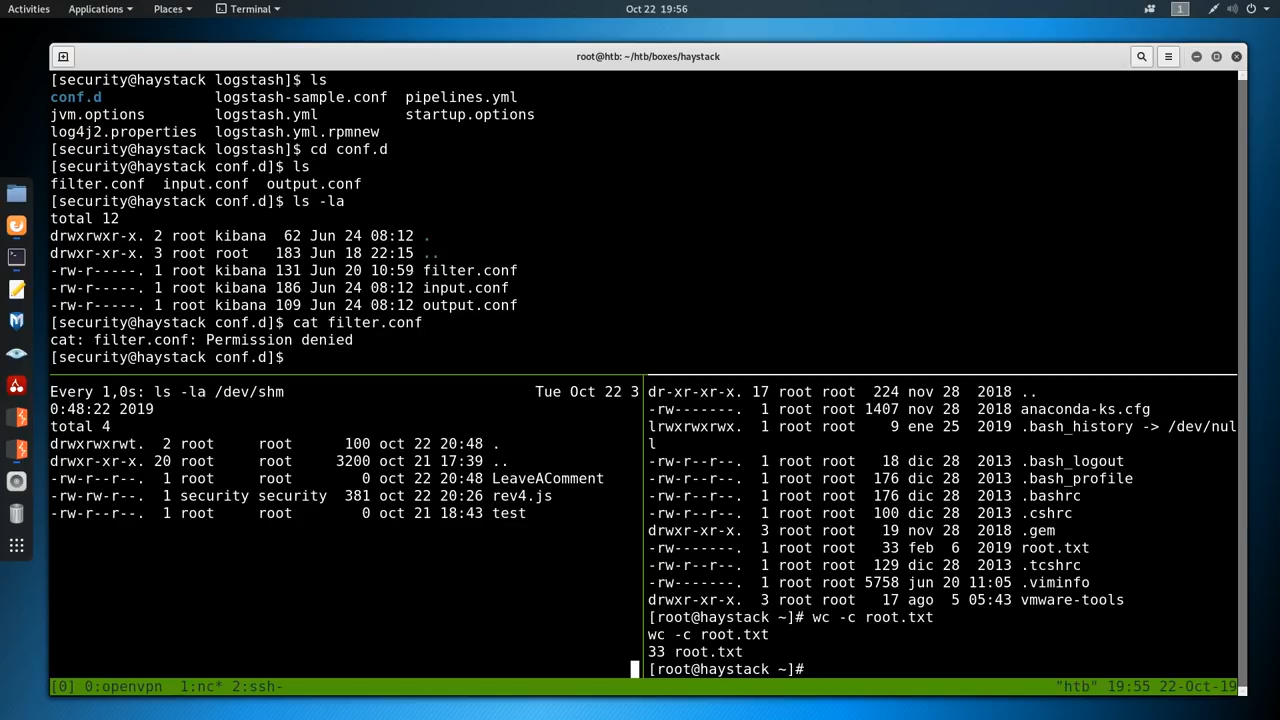 Activities Applications Places Terminal Oct 22 19:56 1
root@htb: ~/htb/boxes/haystack
[security@haystack logstash]$ ls
conf.d logstash-sample.conf pipelines.yml
jvm.options logstash.yml startup.options
log4j2.properties logstash.yml.rpmnew
[security@haystack logstash]$ cd conf.d
[security@haystack conf.d]$ ls
filter.conf input.conf output.conf
[security@haystack conf.d]$ ls -la
total 12
drwxrwxr-x. 2 root kibana 62 Jun 24 08:12 .
drwxr-xr-x. 3 root root 183 Jun 18 22:15 ..
-rw-r-----. 1 root kibana 131 Jun 20 10:59 filter.conf
-rw-r-----. 1 root kibana 186 Jun 24 08:12 input.conf
-rw-r-----. 1 root kibana 109 Jun 24 08:12 output.conf
[security@haystack conf.d]$ cat filter.conf
cat: filter.conf: Permission denied
[security@haystack conf.d]$
Every 1,0s: ls -la /dev/shm Tue Oct 22 3
0:48:22 2019
total 4
drwxrwxrwt. 2 root root 100 oct 22 20:48 .
drwxr-xr-x. 20 root root 3200 oct 21 17:39 ..
-rw-r--r--. 1 root root 0 oct 22 20:48 LeaveAComment
-rw-rw-r--. 1 security security 381 oct 22 20:26 rev4.js
-rw-r--r--. 1 root root 0 oct 21 18:43 test
dr-xr-xr-x. 17 root root 224 nov 28 2018 ..
-rw-------. 1 root root 1407 nov 28 2018 anaconda-ks.cfg
lrwxrwxrwx. 1 root root 9 ene 25 2019 .bash_history -> /dev/nul
l
-rw-r--r--. 1 root root 18 dic 28 2013 .bash_logout
-rw-r--r--. 1 root root 176 dic 28 2013 .bash_profile
-rw-r--r--. 1 root root 176 dic 28 2013 .bashrc
-rw-r--r--. 1 root root 100 dic 28 2013 .cshrc
drwxr-xr-x. 3 root root 19 nov 28 2018 .gem
-rw-------. 1 root root 33 feb 6 2019 root.txt
-rw-r--r--. 1 root root 129 dic 28 2013 .tcshrc
-rw-------. 1 root root 5758 jun 20 11:05 .viminfo
drwxr-xr-x. 3 root root 17 ago 5 05:43 vmware-tools
[root@haystack ~]# wc -c root.txt
wc -c root.txt
33 root.txt
[root@haystack ~]#
[0] 0:openvpn 1:nc* 2:ssh- "htb" 19:55 22-Oct-19